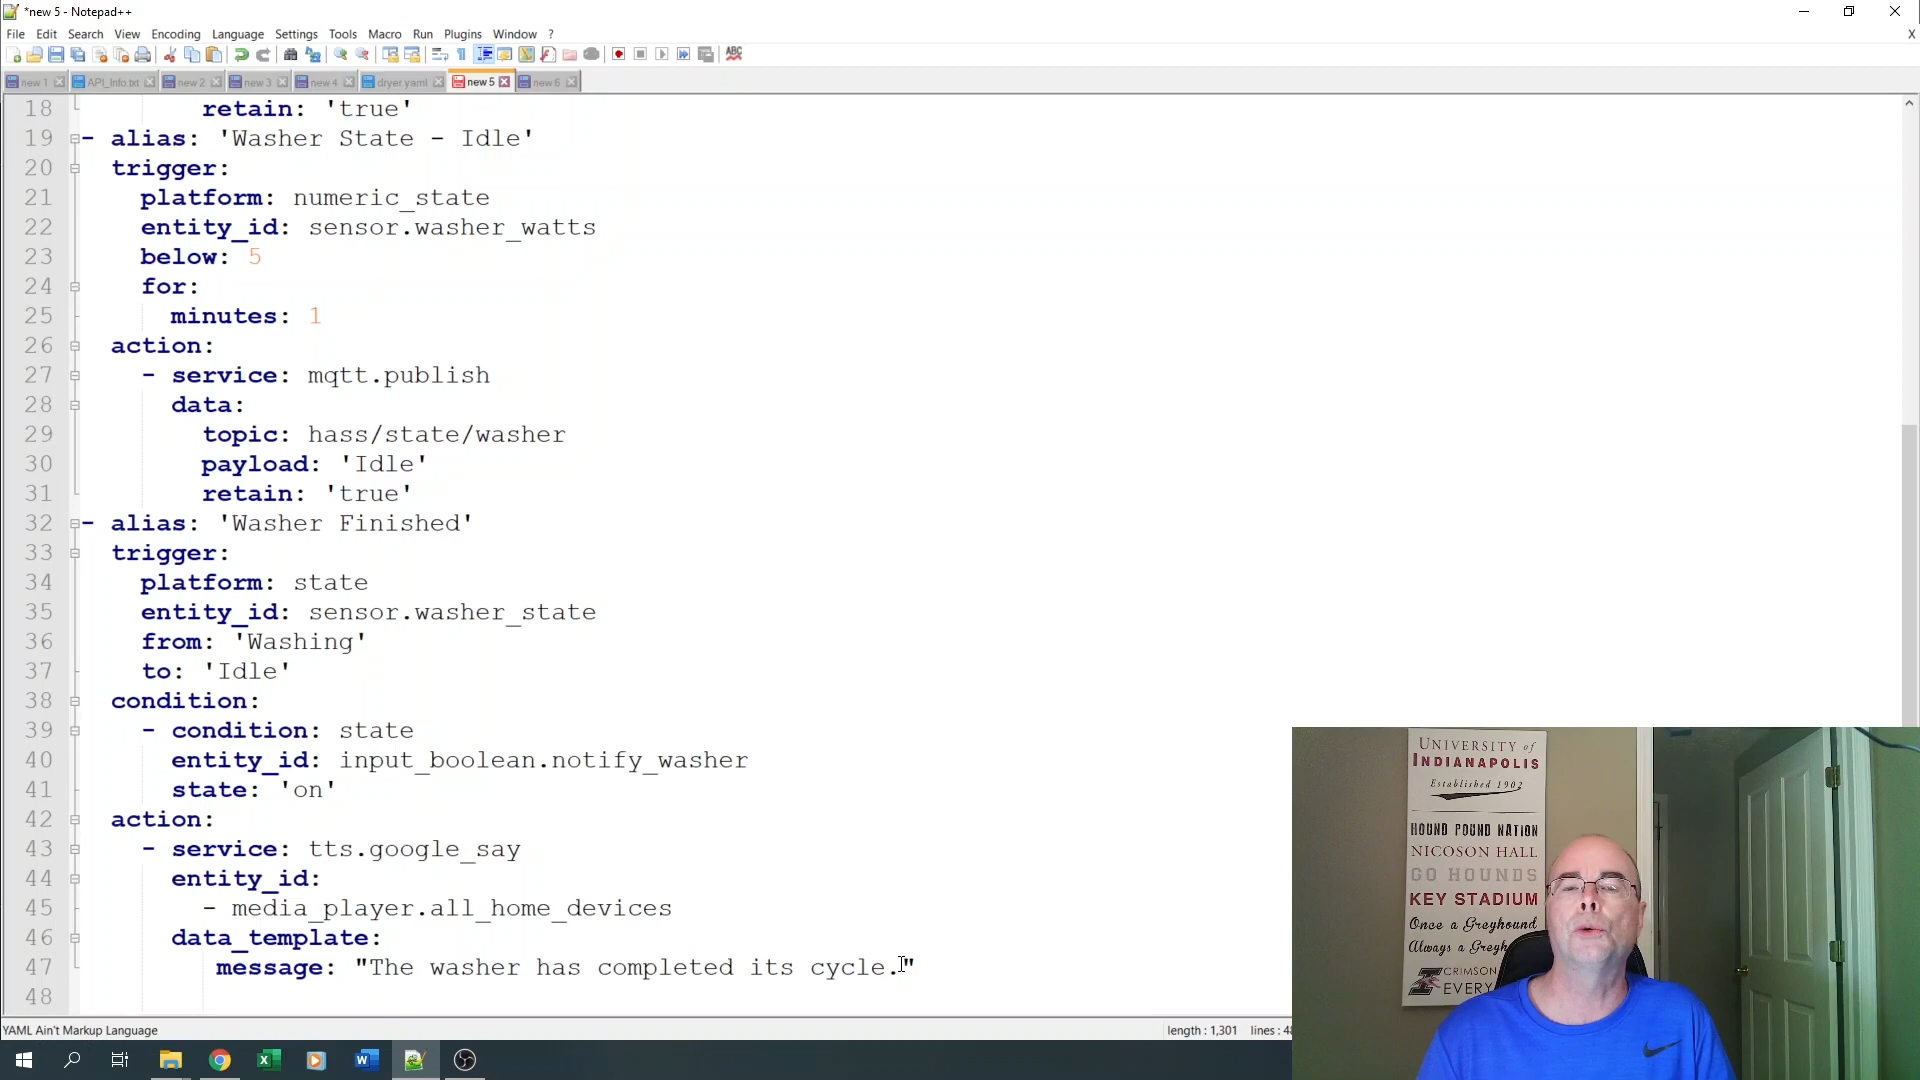 *new 5 - Notepad++
File Edit Search View Encoding Language Settings Tools Macro Run Plugins Window ?
X
new 1 API_Info.txt new 2 new 3 new 4 dryer.yaml new 5 new 6
18 retain: 'true'
19 - alias: 'Washer State - Idle'
20 trigger:
21 platform: numeric_state
22 entity_id: sensor.washer_watts
23 below: 5
24 for:
25 minutes: 1
26 action:
27 - service: mqtt.publish
28 data:
29 topic: hass/state/washer
30 payload: 'Idle'
31 retain: 'true'
32 - alias: 'Washer Finished'
33 trigger:
34 platform: state
35 entity_id: sensor.washer_state
36 from: 'Washing'
37 to: 'Idle'
38 condition:
39 - condition: state
40 entity_id: input_boolean.notify_washer
41 state: 'on'
42 action:
43 - service: tts.google_say
44 entity_id:
45 - media_player.all_home_devices
46 data_template:
47 message: "The washer has completed its cycle."
48
YAML Ain't Markup Language
length : 1,301 lines : 48
UNIVERSITY of
INDIANAPOLIS
Established 1902
HOUND POUND NATION
NICOSON HALL
GO HOUNDS
KEY STADIUM
Once a Greyhound
Always a Greyh
CRIMSON
EVERY